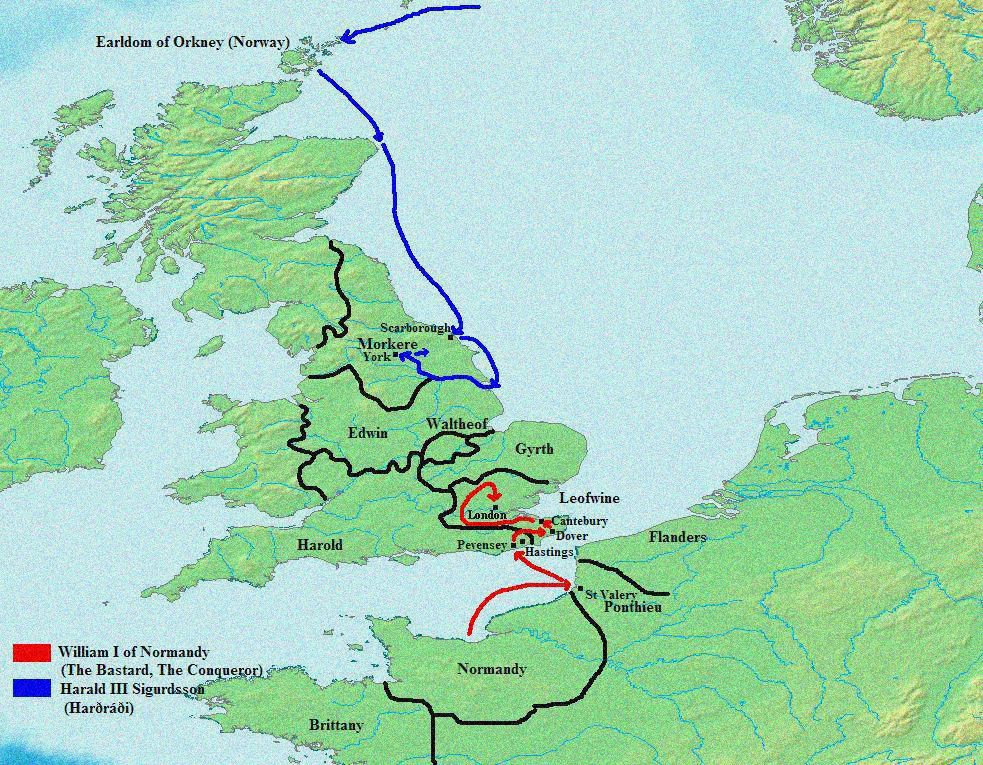 Earldom of Orkney (Norway)
Scarborough
Morkere
York
Waltheof
Edwin
Gyrth
Leofwine
London
Cantebury
Dover
Flanders
Harold
Pevensey
Hastings
St Valery
Ponthieu
William I of Normandy
(The Bastard, The Conqueror)
Normandy
Harald III Sigurdsson
(Harðráði)
Brittany